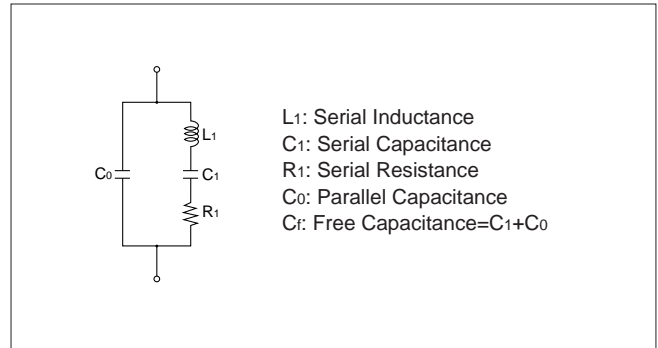 L1
C0
C1
R1
L1: Serial Inductance
C1: Serial Capacitance
R1: Serial Resistance
C0: Parallel Capacitance
Cf: Free Capacitance=C1+C0